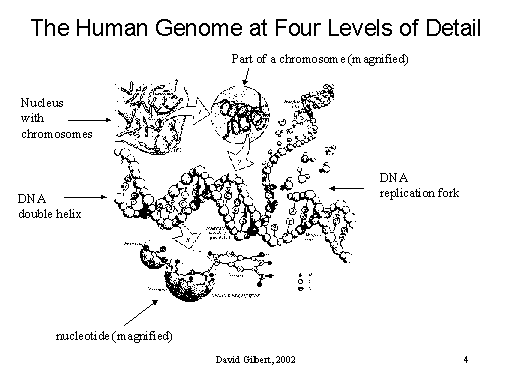 The Human Genome at Four Levels of Detail
Part of a chromosome (magnified)
Nucleus
with
chromosomes
DNA
replication fork
DNA
double helix
nucleotide (magnified)
David Gilbert, 2002
4